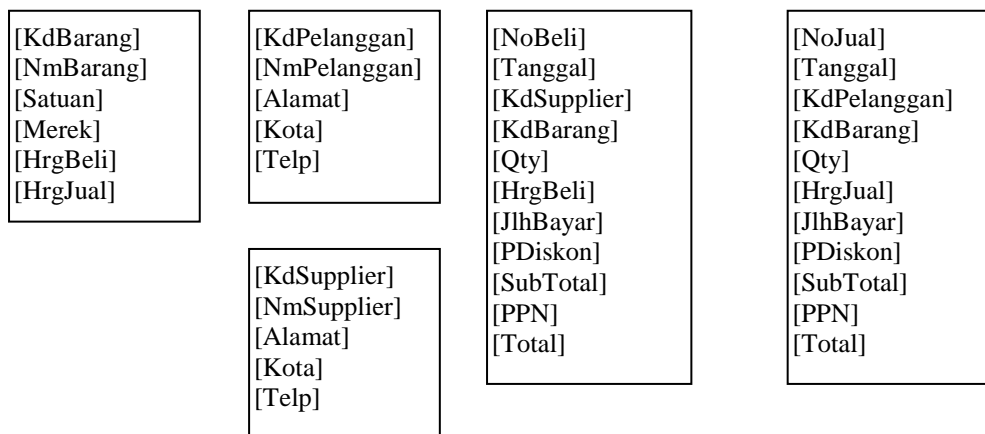 [KdBarang]
[NmBarang]
[Satuan]
[Merek]
[HrgBeli]
[HrgJual]
[KdPelanggan]
[NmPelanggan]
[Alamat]
[Kota]
[Telp]
[KdSupplier]
[NmSupplier]
[Alamat]
[Kota]
[Telp]
[NoBeli]
[Tanggal]
[KdSupplier]
[KdBarang]
[Qty]
[HrgBeli]
[JlhBayar]
[PDiskon]
[SubTotal]
[PPN]
[Total]
[NoJual]
[Tanggal]
[KdPelanggan]
[KdBarang]
[Qty]
[HrgJual]
[JlhBayar]
[PDiskon]
[SubTotal]
[PPN]
[Total]